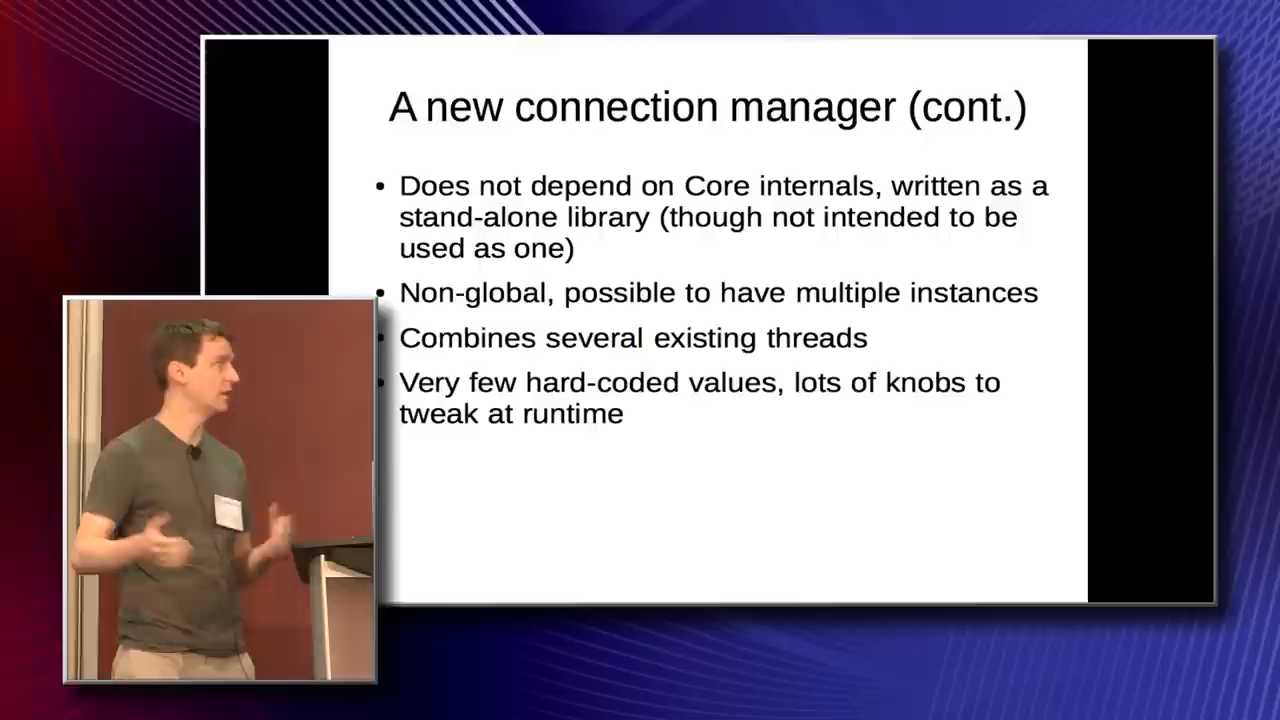 A new connection manager (cont.)
• Does not depend on Core internals, written as a
stand-alone library (though not intended to be
used as one)
• Non-global, possible to have multiple instances
• Combines several existing threads
• Very few hard-coded values, lots of knobs to
tweak at runtime